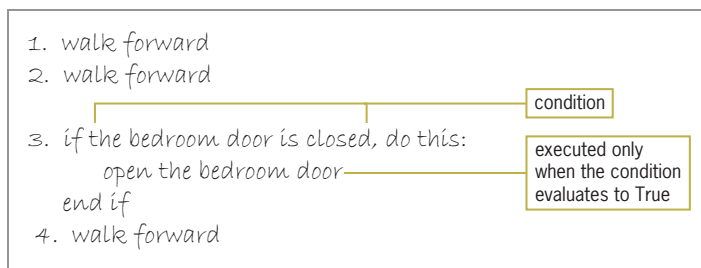 1. walk forward
2. walk forward
condition
3. if the bedroom door is closed, do this:
open the bedroom door
executed only
when the condition
evaluates to True
end if
4. walk forward